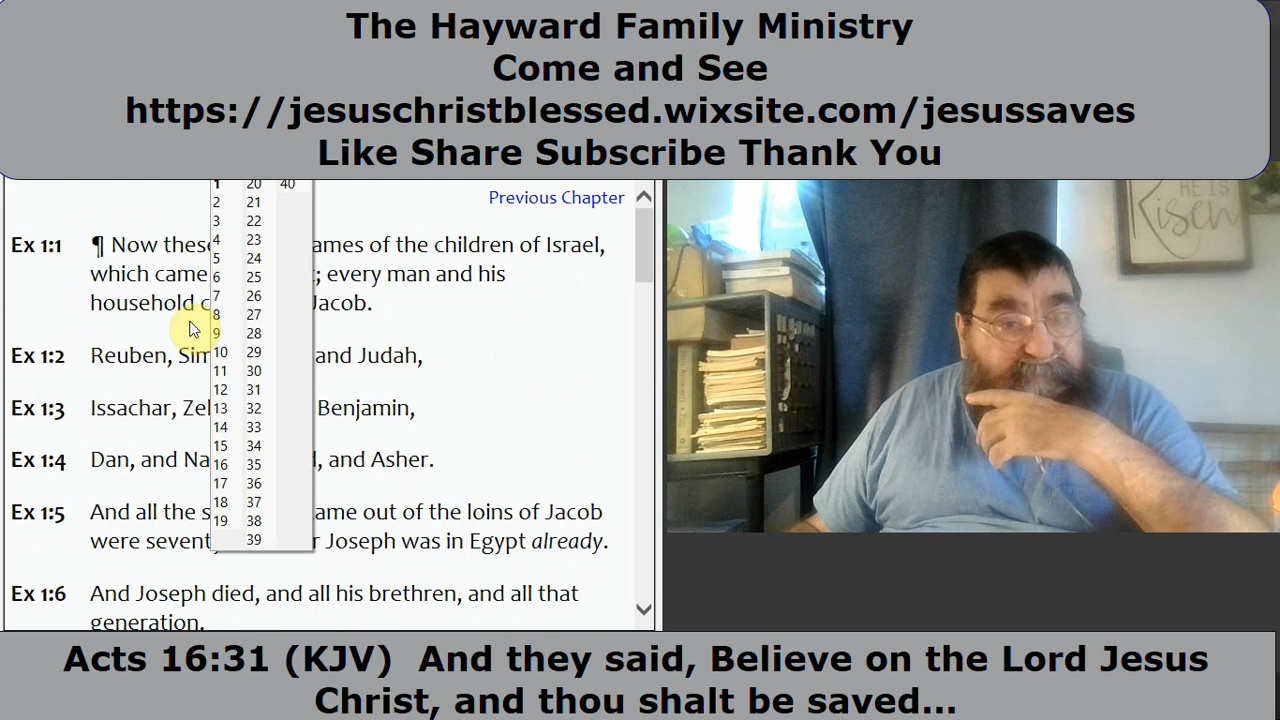 The Hayward Family Ministry
Come and See
https://jesuschristblessed.wixsite.com/jesussaves
Like Share Subscribe Thank You
Previous Chapter
Ex 1:1 ¶ Now these ames of the children of Israel,
which came ; every man and his
household Jacob.
Ex 1:2 Reuben, Sim and Judah,
Ex 1:3 Issachar, Zel Benjamin,
Ex 1:4 Dan, and Na , and Asher.
Ex 1:5 And all the s ame out of the loins of Jacob
were sevent r Joseph was in Egypt already.
Ex 1:6 And Joseph died, and all his brethren, and all that
generation.
1 20 40
2 21
3 22
4 23
5 24
6 25
7 26
8 27
9 28
10 29
11 30
12 31
13 32
14 33
15 34
16 35
17 36
18 37
19 38
39
HE IS
Risen
Acts 16:31 (KJV) And they said, Believe on the Lord Jesus
Christ, and thou shalt be saved...